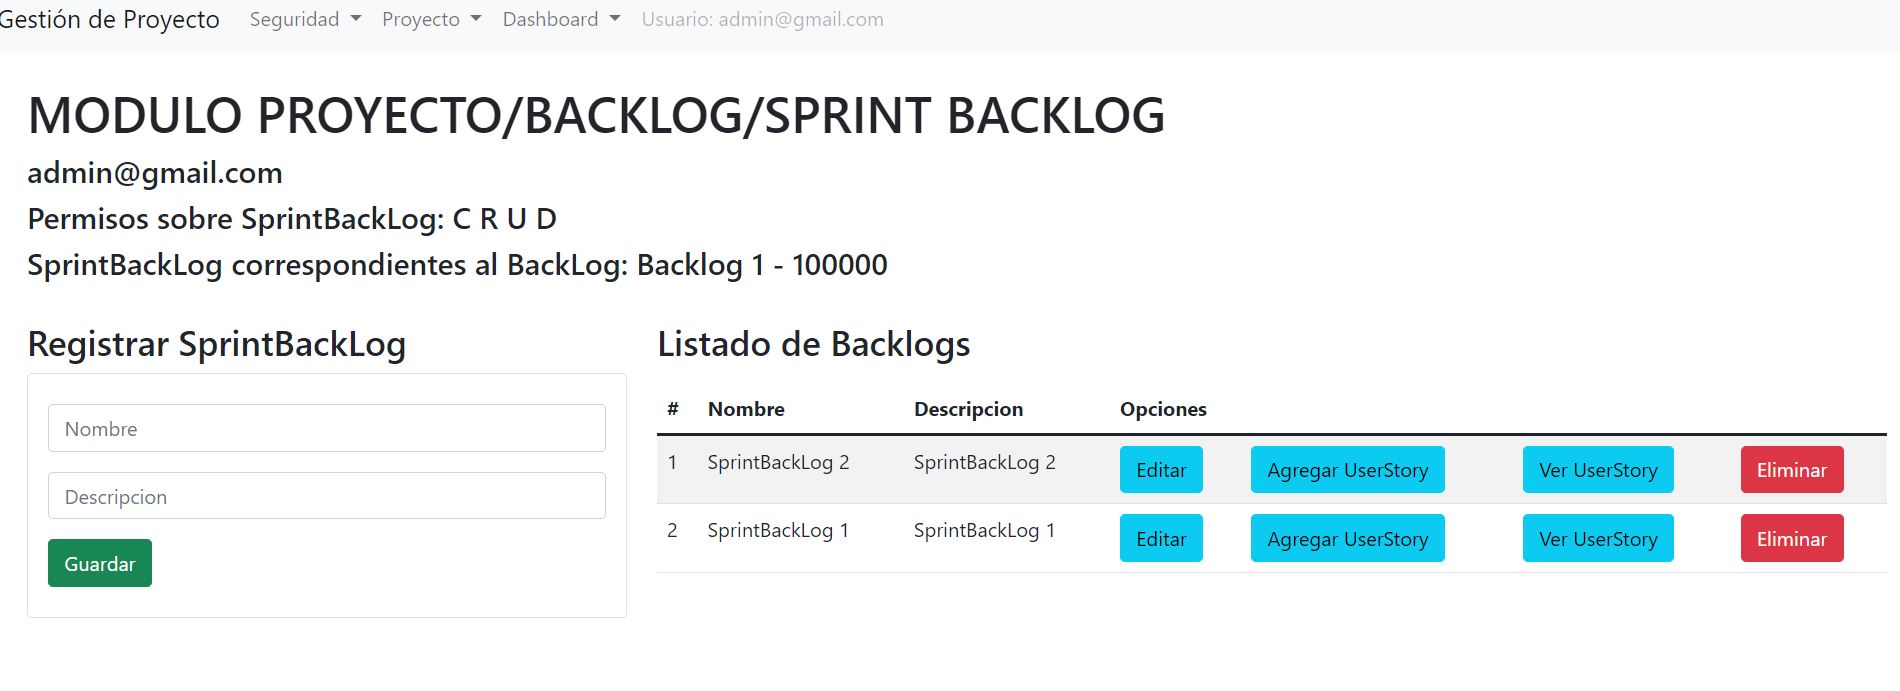 Gestión de Proyecto Seguridad Proyecto Dashboard Usuario: admin@gmail.com
MODULO PROYECTO/BACKLOG/SPRINT BACKLOG
admin@gmail.com
Permisos sobre SprintBackLog: C R U D
SprintBackLog correspondientes al BackLog: Backlog 1 - 100000
Registrar SprintBackLog
Nombre
Descripcion
Guardar
Listado de Backlogs
# Nombre Descripcion Opciones
1 SprintBackLog 2 SprintBackLog 2 Editar Agregar UserStory Ver UserStory Eliminar
2 SprintBackLog 1 SprintBackLog 1 Editar Agregar UserStory Ver UserStory Eliminar